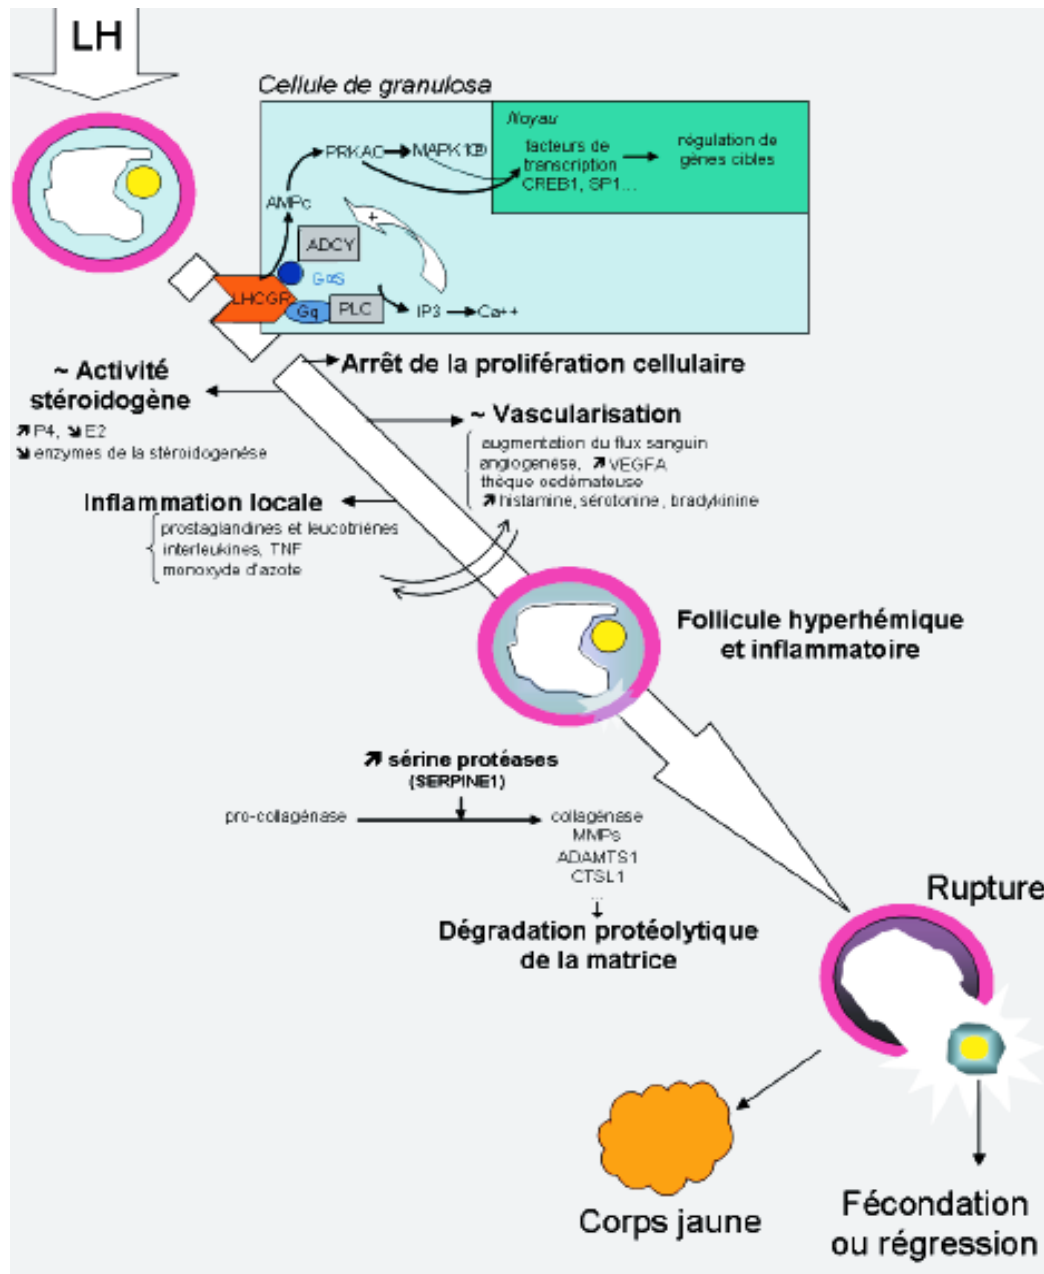 LH
Cellule de granulosa
Noyau
facteurs de
transcription
CREB1, SP1...
régulation de
gènes cibles
PRKAC
AMPc
+
ADCY
GαS
LHCGR
Gq
PLC
IP3
Ca++
Arrêt de la prolifération cellulaire
~ Activité
stéroidogène
P4, E2
enzymes de la stéroidogenése
~ Vascularisation
augmentation du flux sanguin
angiogenése, VEGFA
thèque oedémateuse
histamine, sérotonine, bradykinine
Inflammation locale
prostaglandines et leucotriènes
interleukines, TNF
monoxyde d'azote
Follicule hyperhémique
et inflammatoire
sérine protéases
(SERPINE1)
pro-collagénase
collagénase
MMPs
ADAMTS1
CTSL1
...
Dégradation protéolytique
de la matrice
Rupture
Corps jaune
Fécondation
ou régression